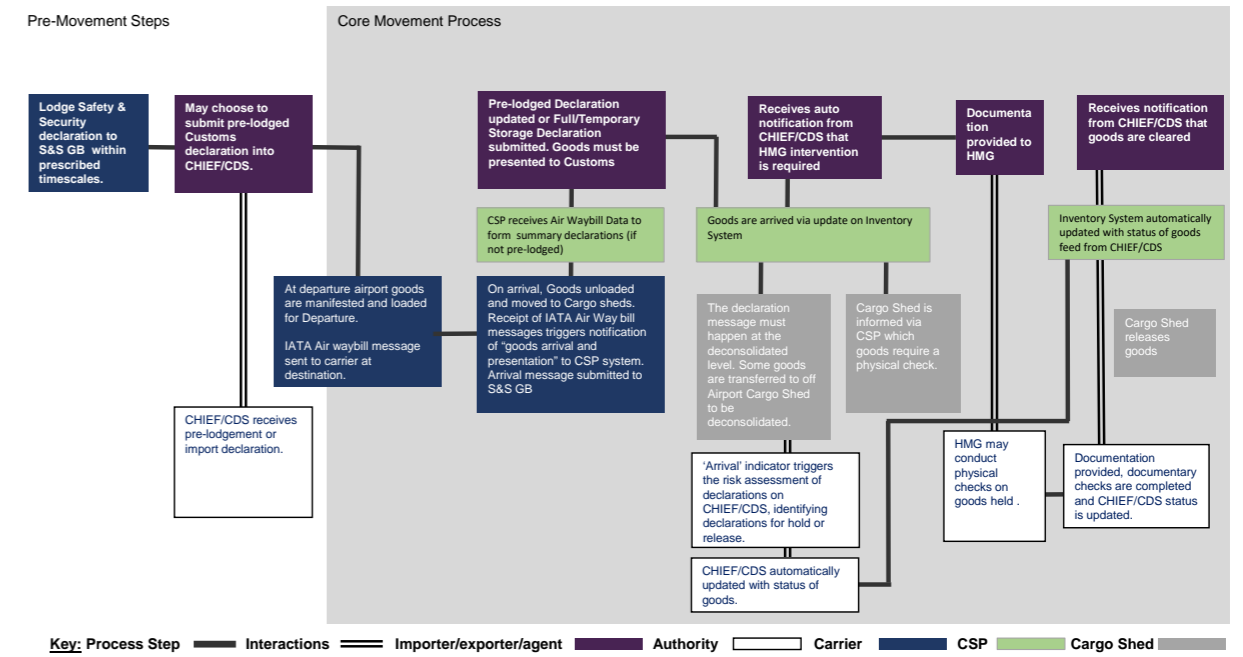 Pre-Movement Steps
Core Movement Process
Lodge Safety &
Security
declaration to
S&S GB within
prescribed
timescales.
May choose to
submit pre-lodged
Customs
declaration into
CHIEF/CDS.
Pre-lodged Declaration
updated or Full/Temporary
Storage Declaration
submitted. Goods must be
presented to Customs
Receives auto
notification from
CHIEF/CDS that
HMG intervention
is required
Documenta
tion
provided to
HMG
Receives notification
from CHIEF/CDS that
goods are cleared
CSP receives Air Waybill Data to
form summary declarations (if
not pre-lodged)
Goods are arrived via update on Inventory
System
Inventory System automatically
updated with status of goods
feed from CHIEF/CDS
At departure airport goods
are manifested and loaded
for Departure.
IATA Air waybill message
sent to carrier at
destination.
On arrival, Goods unloaded
and moved to Cargo sheds.
Receipt of IATA Air Way bill
messages triggers notification
of “goods arrival and
presentation” to CSP system.
Arrival message submitted to
S&S GB
The declaration
message must
happen at the
deconsolidated
level. Some goods
are transferred to off
Airport Cargo Shed
to be
deconsolidated.
Cargo Shed is
informed via
CSP which
goods require a
physical check.
Cargo Shed
releases
goods
CHIEF/CDS receives
pre-lodgement or
import declaration.
‘Arrival’ indicator triggers
the risk assessment of
declarations on
CHIEF/CDS, identifying
declarations for hold or
release.
HMG may
conduct
physical
checks on
goods held .
Documentation
provided, documentary
checks are completed
and CHIEF/CDS status
is updated.
CHIEF/CDS automatically
updated with status of
goods.
Key: Process Step Interactions Importer/exporter/agent Authority Carrier CSP Cargo Shed